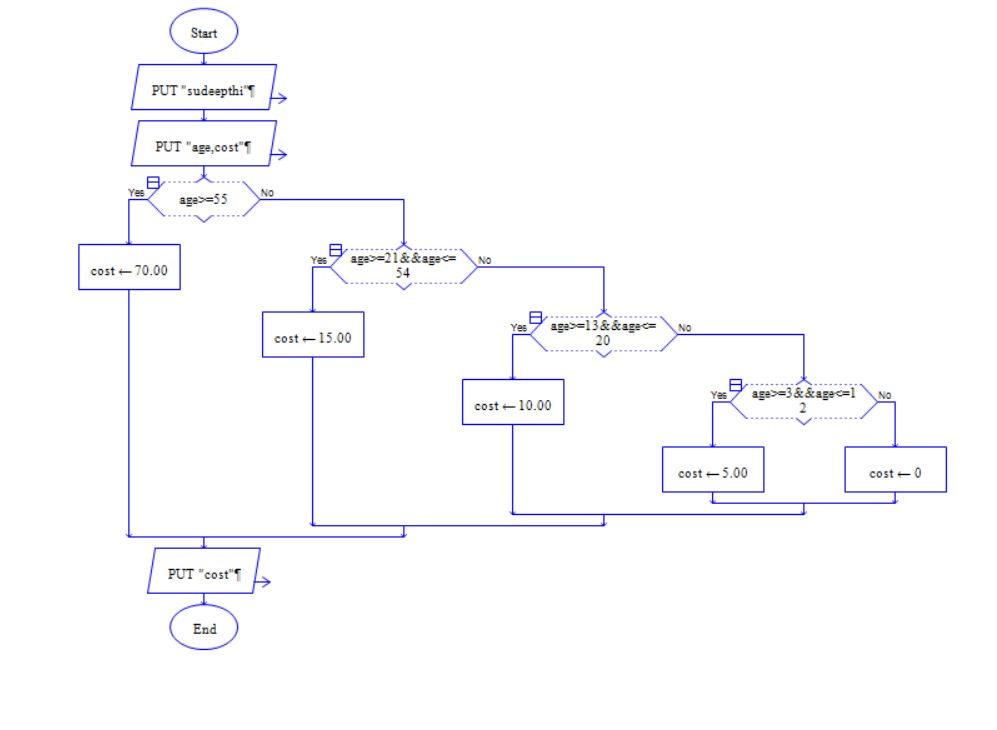 Start
PUT "sudeepthi"¶
PUT "age,cost"¶
Yes
age>=55
No
cost ← 70.00
Yes
age>=21&&age<=
54
No
cost ← 15.00
Yes
age>=13&&age<=
20
No
cost ← 10.00
Yes
age>=3&&age<=1
2
No
cost ← 5.00
cost ← 0
PUT "cost"¶
End